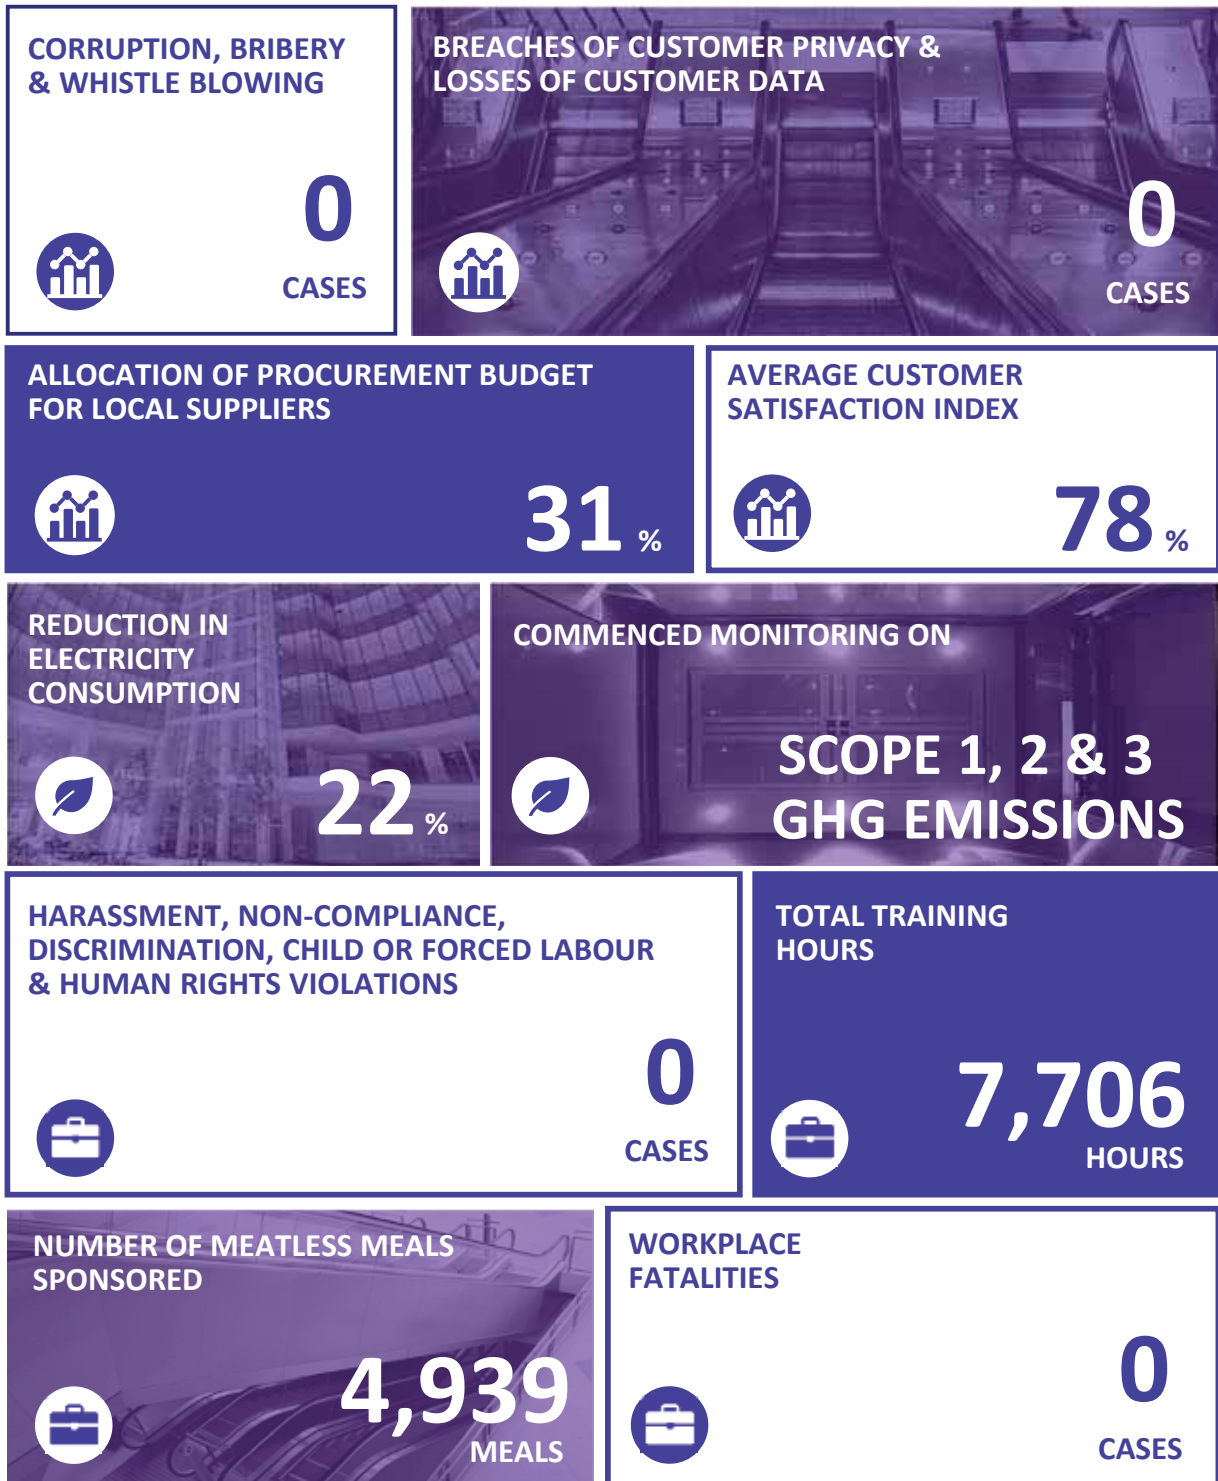 CORRUPTION, BRIBERY
& WHISTLE BLOWING
0
CASES
BREACHES OF CUSTOMER PRIVACY &
LOSSES OF CUSTOMER DATA
0
CASES
ALLOCATION OF PROCUREMENT BUDGET
FOR LOCAL SUPPLIERS
31 %
AVERAGE CUSTOMER
SATISFACTION INDEX
78 %
REDUCTION IN
ELECTRICITY
CONSUMPTION
22 %
COMMENCED MONITORING ON
SCOPE 1, 2 & 3
GHG EMISSIONS
HARASSMENT, NON-COMPLIANCE,
DISCRIMINATION, CHILD OR FORCED LABOUR
& HUMAN RIGHTS VIOLATIONS
0
CASES
TOTAL TRAINING
HOURS
7,706
HOURS
NUMBER OF MEATLESS MEALS
SPONSORED
4,939
MEALS
WORKPLACE
FATALITIES
0
CASES